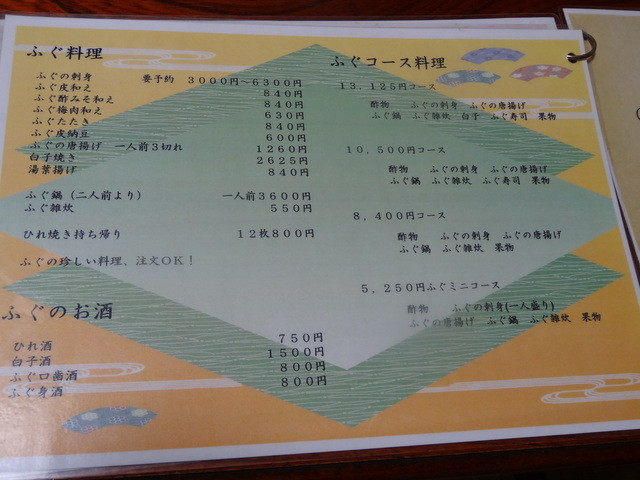 ふぐ料理
ふぐの刺身 要予約 3000円~6300円
ふぐ皮和え 840円
ふぐ酢みそ和え 840円
ふぐ梅肉和え 630円
ふぐたたき 840円
ふぐ皮納豆 600円
ふぐの唐揚げ 一人前3切れ 1260円
白子焼き 2625円
湯葉揚げ 840円
ふぐ鍋(二人前より) 一人前3600円
ふぐ雑炊 550円
ひれ焼き持ち帰り 12枚800円
ふぐの珍しい料理、注文OK!
ふぐのお酒
ひれ酒 750円
白子酒 1500円
ふぐ口歯酒 800円
ふぐ身酒 800円
ふぐコース料理
13,125円コース
酢物 ふぐの刺身 ふぐの唐揚げ
ふぐ鍋 ふぐ雑炊 白子 ふぐ寿司 果物
10,500円コース
酢物 ふぐの刺身 ふぐの唐揚げ
ふぐ鍋 ふぐ雑炊 ふぐ寿司 果物
8,400円コース
酢物 ふぐの刺身 ふぐの唐揚げ
ふぐ鍋 ふぐ雑炊 果物
5,250円ふぐミニコース
酢物 ふぐの刺身(一人盛り)
ふぐの唐揚げ ふぐ鍋 ふぐ雑炊 果物